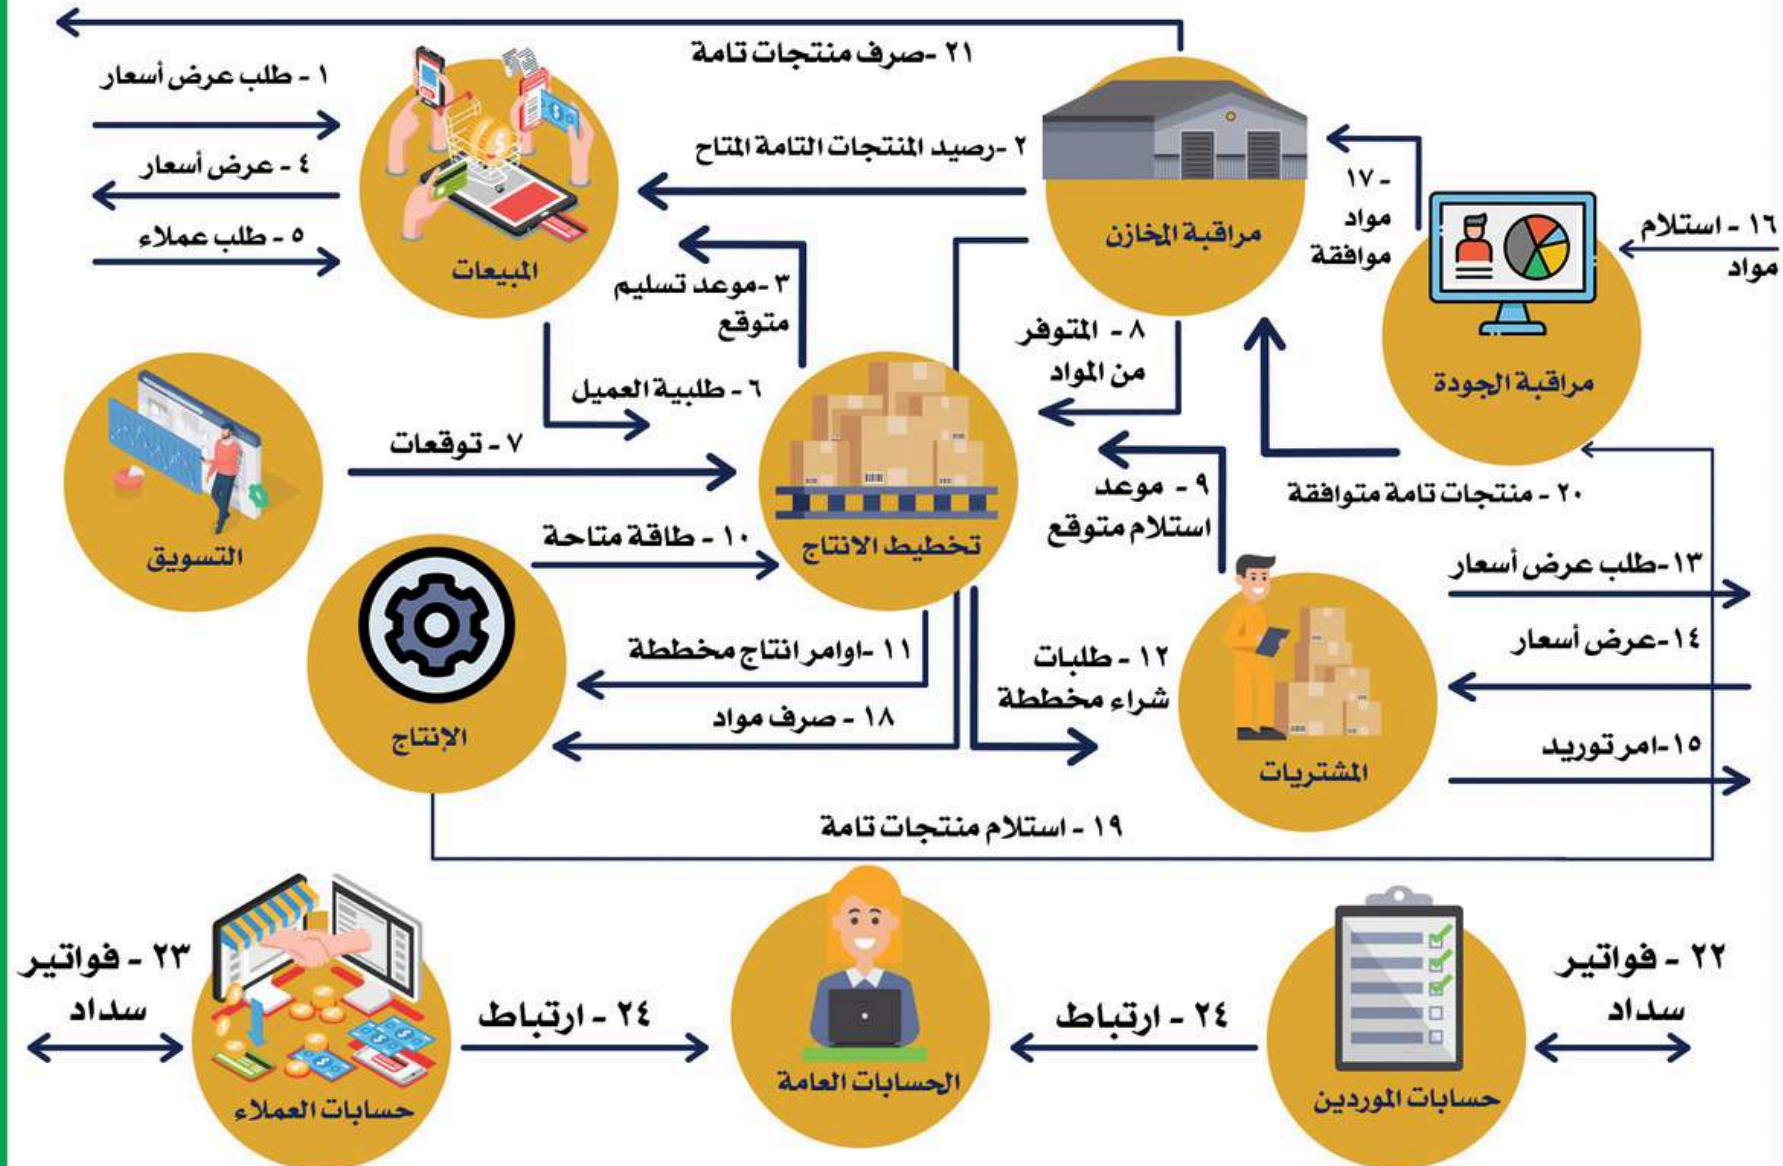 ٢١ -صرف منتجات تامة
١ - طلب عرض أسعار
٤ - عرض أسعار
٥ - طلب عملاء
المبيعات
٢ -رصيد المنتجات التامة المتاح
مراقبة المخازن
١٧ -
مواد
موافقة
١٦ - استلام
مواد
مراقبة الجودة
٣ -موعد تسليم
متوقع
٨ - المتوفر
من المواد
٦ - طلبية العميل
٧ - توقعات
التسويق
تخطيط الانتاج
٩ - موعد
استلام متوقع
٢٠ - منتجات تامة متوافقة
١٠ - طاقة متاحة
١٣-طلب عرض أسعار
١٤-عرض أسعار
١٥-امر توريد
١١ -اوامر انتاج مخططة
١٢ - طلبات
شراء مخططة
١٨ - صرف مواد
الإنتاج
المشتريات
١٩ - استلام منتجات تامة
٢٣ - فواتير
سداد
حسابات العملاء
٢٤ - ارتباط
الحسابات العامة
٢٤ - ارتباط
حسابات الموردين
٢٢ - فواتير
سداد